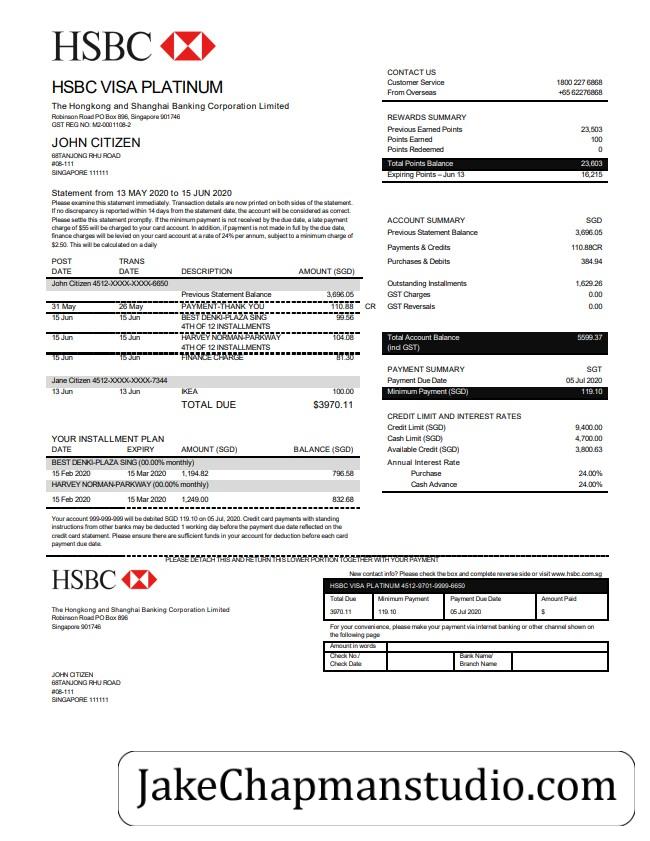 HSBC
HSBC VISA PLATINUM
The Hongkong and Shanghai Banking Corporation Limited
Robinson Road PO Box 896, Singapore 901746
GST REG NO. M2-0001108-2
JOHN CITIZEN
68TANJONG RHU ROAD
#08-111
SINGAPORE 111111
Statement from 13 MAY 2020 to 15 JUN 2020
Please examine this statement immediately. Transaction details are now printed on both sides of the statement.
If no discrepancy is reported within 14 days from the statement date, the account will be considered as correct.
Please settle this statement promptly. If the minimum payment is not received by the due date, a late payment
charge of $55 will be charged to your card account. In addition, if payment is not made in full by the due date,
finance charges will be levied on your card account at a rate of 24% per annum, subject to a minimum charge of
$2.50. This will be calculated on a daily
POST TRANS
DATE DATE DESCRIPTION AMOUNT (SGD)
John Citizen 4512-XXXX-XXXX-6650
Previous Statement Balance 3,696.05
31 May 26 May PAYMENT-THANK YOU 110.88 CR
15 Jun 15 Jun BEST DENKI-PLAZA SING 99.56
4TH OF 12 INSTALLMENTS
15 Jun 15 Jun HARVEY NORMAN-PARKWAY 104.08
4TH OF 12 INSTALLMENTS
15 Jun 15 Jun FINANCE CHARGE 81.30
Jane Citizen 4512-XXXX-XXXX-7344
13 Jun 13 Jun IKEA 100.00
TOTAL DUE $3970.11
YOUR INSTALLMENT PLAN
DATE EXPIRY AMOUNT (SGD) BALANCE (SGD)
BEST DENKI-PLAZA SING (00.00% monthly)
15 Feb 2020 15 Mar 2020 1,194.82 796.58
HARVEY NORMAN-PARKWAY (00.00% monthly)
15 Feb 2020 15 Mar 2020 1,249.00 832.68
Your account 999-999-999 will be debited SGD 119.10 on 05 Jul, 2020. Credit card payments with standing
instructions from other banks may be deducted 1 working day before the payment due date reflected on the
credit card statement. Please ensure there are sufficient funds in your account for deduction before each card
payment due date.
CONTACT US
Customer Service 1800 227 6868
From Overseas +65 62276868
REWARDS SUMMARY
Previous Earned Points 23,503
Points Earned 100
Points Redeemed 0
Total Points Balance 23,603
Expiring Points – Jun 13 16,215
ACCOUNT SUMMARY SGD
Previous Statement Balance 3,696.05
Payments & Credits 110.88CR
Purchases & Debits 384.94
Outstanding Installments 1,629.26
GST Charges 0.00
GST Reversals 0.00
Total Account Balance 5599.37
(incl GST)
PAYMENT SUMMARY SGT
Payment Due Date 05 Jul 2020
Minimum Payment (SGD) 119.10
CREDIT LIMIT AND INTEREST RATES
Credit Limit (SGD) 9,400.00
Cash Limit (SGD) 4,700.00
Available Credit (SGD) 3,800.63
Annual Interest Rate
Purchase 24.00%
Cash Advance 24.00%
PLEASE DETACH THIS AND RETURN THIS LOWER PORTION TOGETHER WITH YOUR PAYMENT
HSBC
The Hongkong and Shanghai Banking Corporation Limited
Robinson Road PO Box 896
Singapore 901746
JOHN CITIZEN
68TANJONG RHU ROAD
#08-111
SINGAPORE 111111
New contact info? Please check the box and complete reverse side or visit www.hsbc.com.sg
HSBC VISA PLATINUM 4512-9701-9999-6650
Total Due Minimum Payment Payment Due Date Amount Paid
3970.11 119.10 05 Jul 2020 $
For your convenience, please make your payment via internet banking or other channel shown on
the following page
Amount in words
Check No./ Bank Name/
Check Date Branch Name
JakeChapmanstudio.com